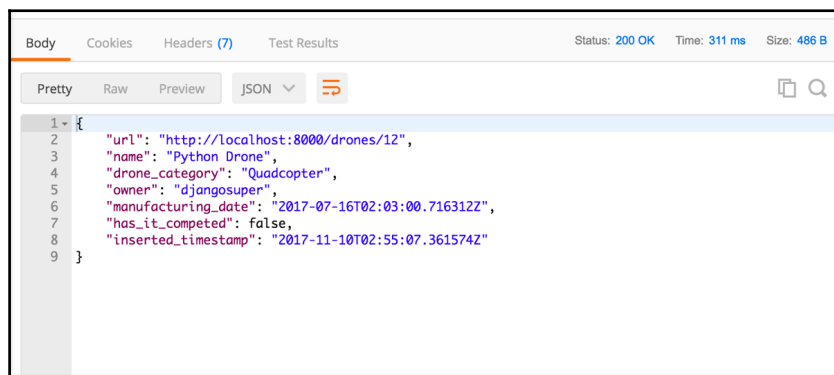 Body Cookies Headers (7) Test Results Status: 200 OK Time: 311 ms Size: 486 B
Pretty Raw Preview JSON
1 {
2 "url": "http://localhost:8000/drones/12",
3 "name": "Python Drone",
4 "drone_category": "Quadcopter",
5 "owner": "djangosuper",
6 "manufacturing_date": "2017-07-16T02:03:00.716312Z",
7 "has_it_competed": false,
8 "inserted_timestamp": "2017-11-10T02:55:07.361574Z"
9 }